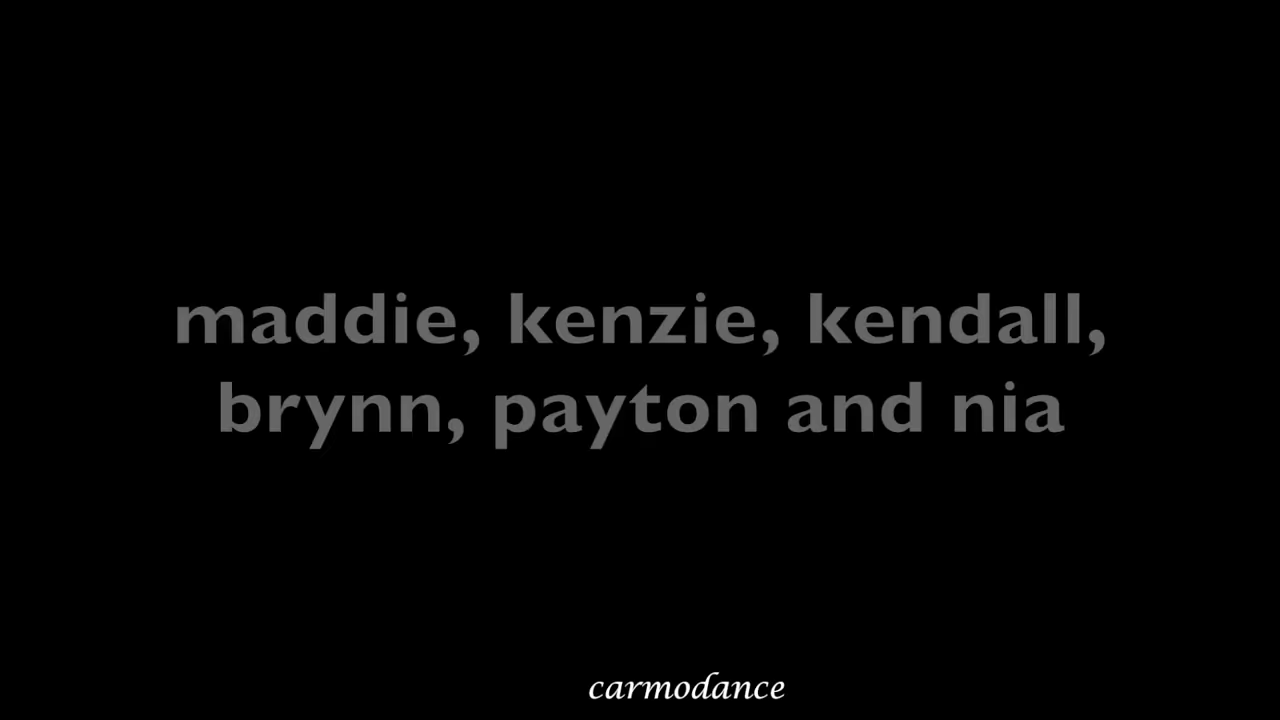 maddie, kenzie, kendall,
brynn, payton and nia
carmodance